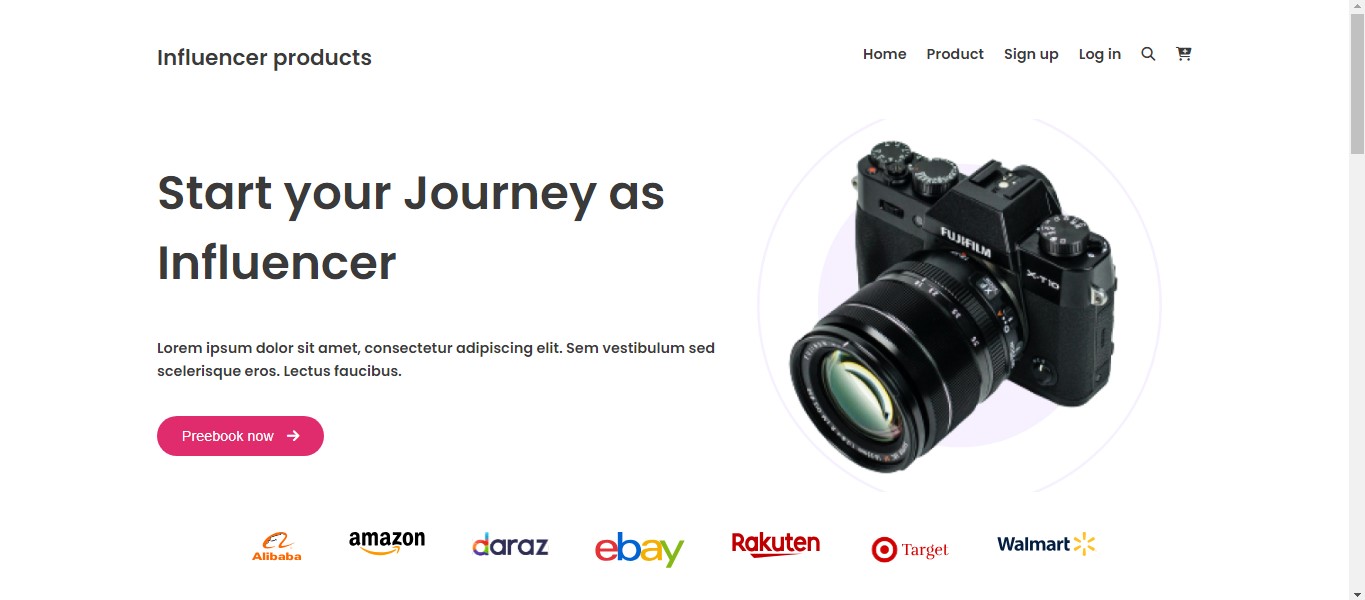 Influencer products
Home Product Sign up Log in
Start your Journey as
Influencer
Lorem ipsum dolor sit amet, consectetur adipiscing elit. Sem vestibulum sed
scelerisque eros. Lectus faucibus.
Preebook now
FUJIFILM
X-T10
Alibaba
amazon
daraz
ebay
Rakuten
Target
Walmart